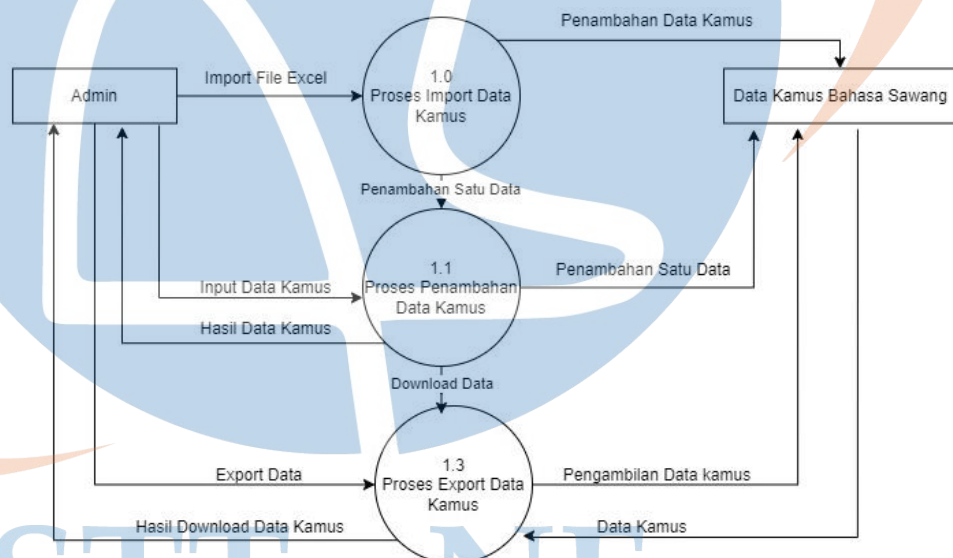 Penambahan Data Kamus
Admin
Import File Excel
1.0
Proses Import Data
Kamus
Data Kamus Bahasa Sawang
Penambahan Satu Data
1.1
Proses Penambahan
Data Kamus
Penambahan Satu Data
Input Data Kamus
Hasil Data Kamus
Download Data
1.3
Proses Export Data
Kamus
Export Data
Pengambilan Data kamus
Hasil Download Data Kamus
Data Kamus
STT - NF